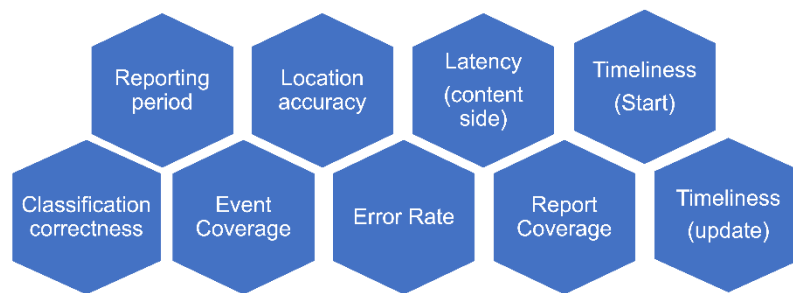 Reporting
period
Location
accuracy
Latency
(content
side)
Timeliness
(Start)
Classification
correctness
Event
Coverage
Error Rate
Report
Coverage
Timeliness
(update)